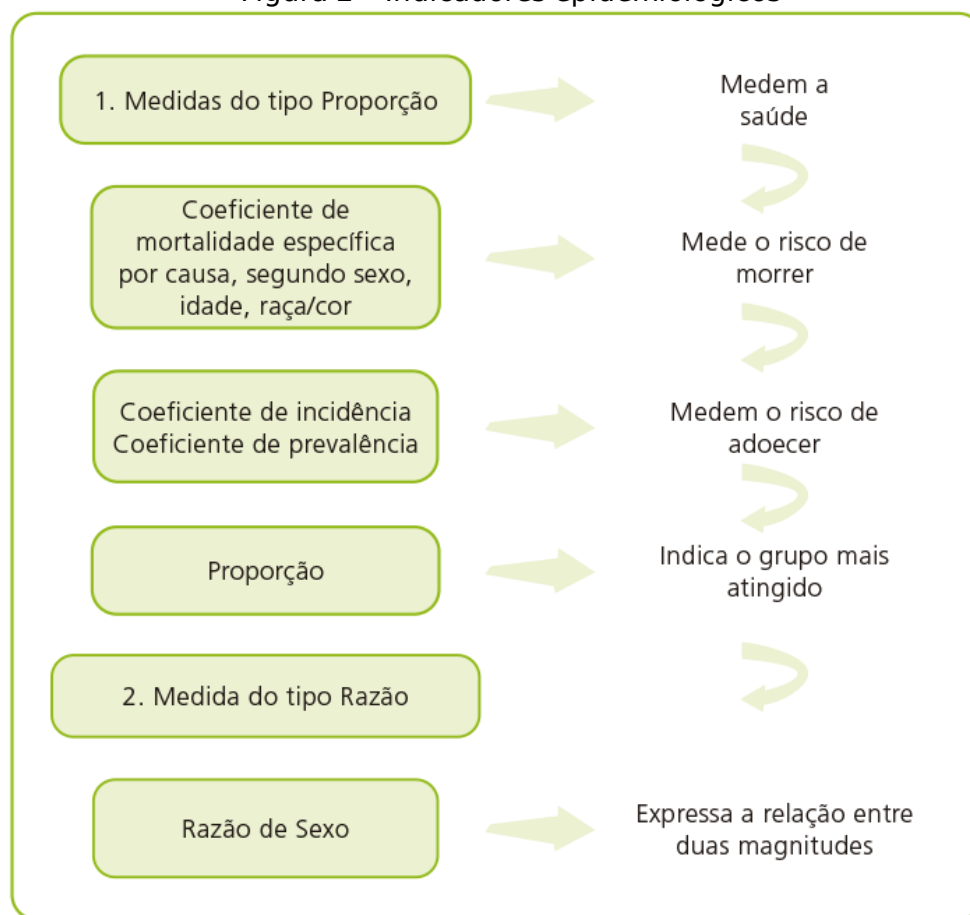 1. Medidas do tipo Proporção
Medem a
saúde
Coeficiente de
mortalidade específica
por causa, segundo sexo,
idade, raça/cor
Mede o risco de
morrer
Coeficiente de incidência
Coeficiente de prevalência
Medem o risco de
adoecer
Proporção
Indica o grupo mais
atingido
2. Medida do tipo Razão
Razão de Sexo
Expressa a relação entre
duas magnitudes